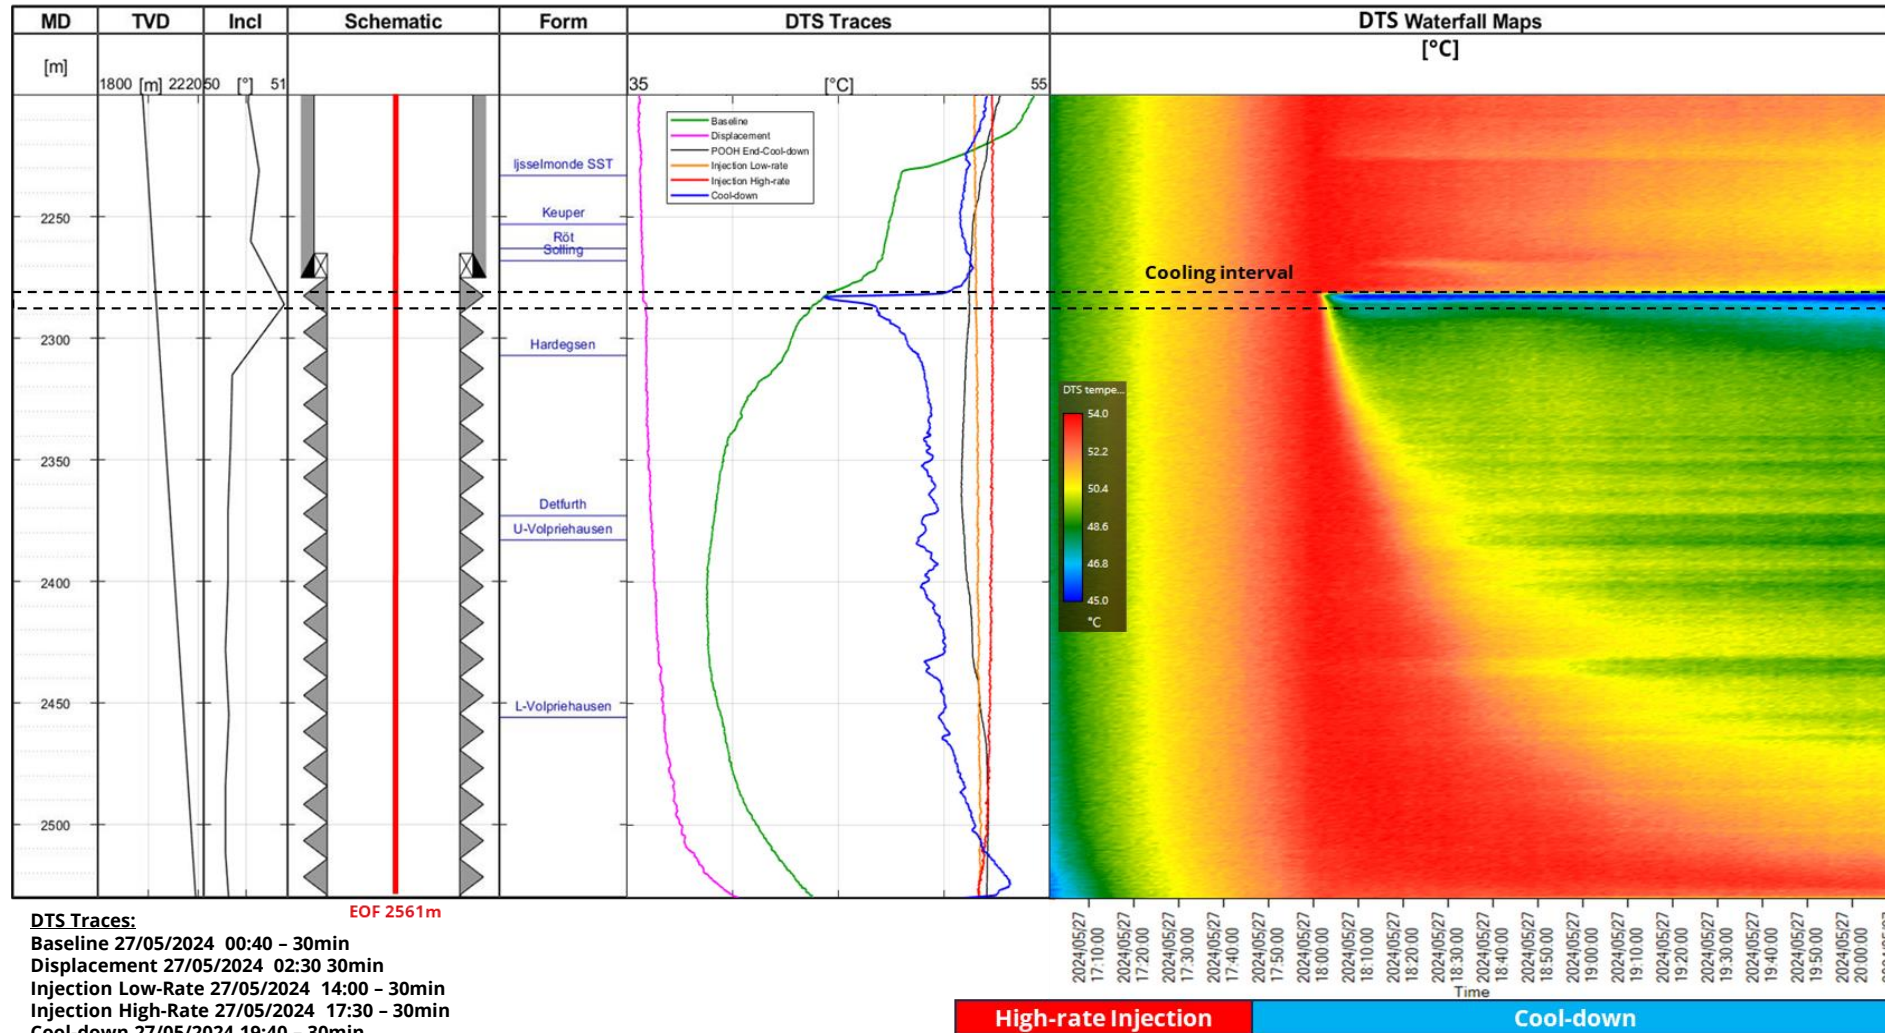 MD TVD Incl Schematic Form DTS Traces DTS Waterfall Maps
[°C]
[m]
1800 [m] 2220 50 [°] 51 35 [°C] 55
Baseline
Displacement
POOH End-Cool-down
Injection Low-rate
Injection High-rate
Cool-down
Ijsselmonde SST
Keuper
2250
Röt
Solling
Cooling interval
2300
Hardegsen
DTS tempe...
54.0
52.2
50.4
48.6
46.8
45.0
°C
2350
Detfurth
U-Volpriehausen
2400
2450
L-Volpriehausen
2500
EOF 2561m
2024/05/27 17:10:00
2024/05/27 17:20:00
2024/05/27 17:30:00
2024/05/27 17:40:00
2024/05/27 17:50:00
2024/05/27 18:00:00
2024/05/27 18:10:00
2024/05/27 18:20:00
2024/05/27 18:30:00
2024/05/27 18:40:00
2024/05/27 18:50:00
2024/05/27 19:00:00
2024/05/27 19:10:00
2024/05/27 19:20:00
2024/05/27 19:30:00
2024/05/27 19:40:00
2024/05/27 19:50:00
2024/05/27 20:00:00
Time
High-rate Injection Cool-down
DTS Traces:
Baseline 27/05/2024 00:40 – 30min
Displacement 27/05/2024 02:30 30min
Injection Low-Rate 27/05/2024 14:00 – 30min
Injection High-Rate 27/05/2024 17:30 – 30min
Cool-down 27/05/2024 19:40 – 30min